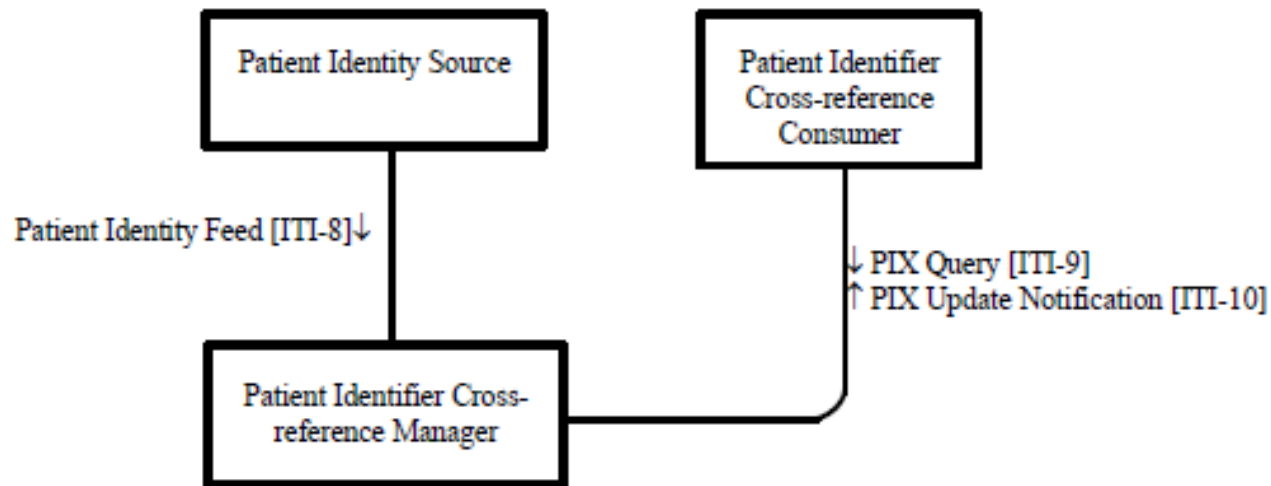 Patient Identity Source
Patient Identifier
Cross-reference
Consumer
Patient Identity Feed [ITI-8]↓
↓ PIX Query [ITI-9]
↑ PIX Update Notification [ITI-10]
Patient Identifier Cross-
reference Manager